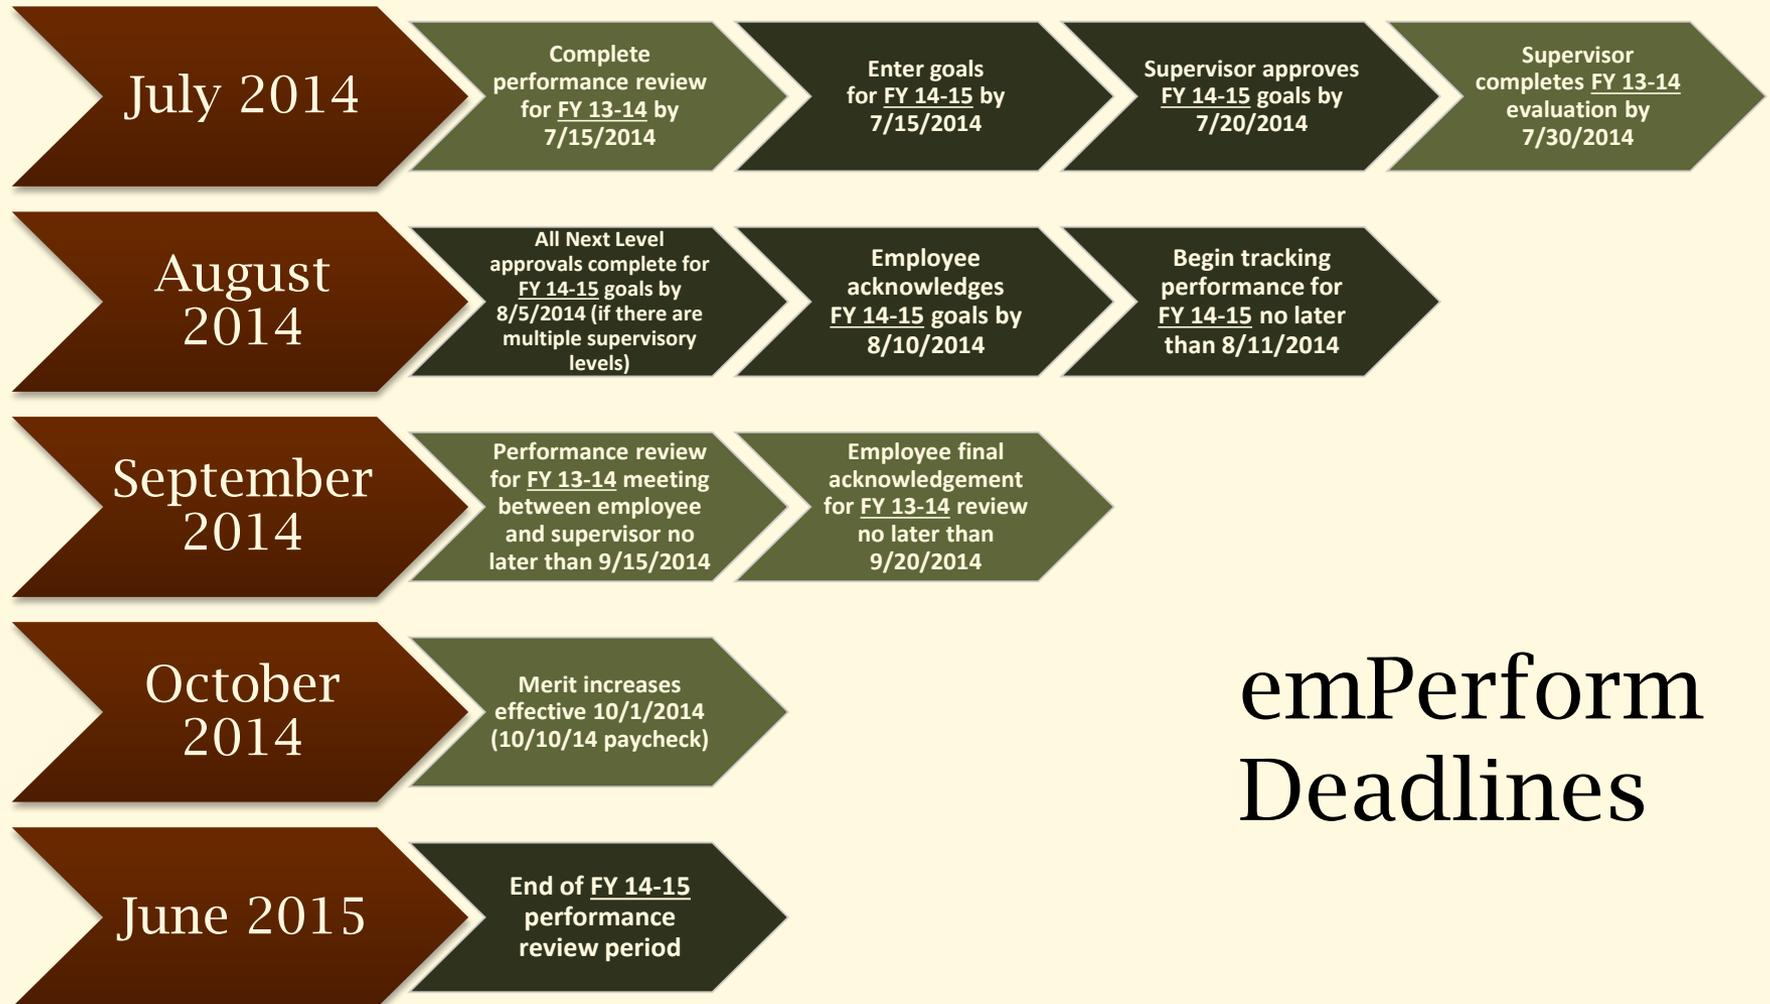 July 2014
Complete
performance review
for FY 13-14 by
7/15/2014
Enter goals
for FY 14-15 by
7/15/2014
Supervisor approves
FY 14-15 goals by
7/20/2014
Supervisor
completes FY 13-14
evaluation by
7/30/2014
August
2014
All Next Level
approvals complete for
FY 14-15 goals by
8/5/2014 (if there are
multiple supervisory
levels)
Employee
acknowledges
FY 14-15 goals by
8/10/2014
Begin tracking
performance for
FY 14-15 no later
than 8/11/2014
September
2014
Performance review
for FY 13-14 meeting
between employee
and supervisor no
later than 9/15/2014
Employee final
acknowledgement
for FY 13-14 review
no later than
9/20/2014
October
2014
Merit increases
effective 10/1/2014
(10/10/14 paycheck)
June 2015
End of FY 14-15
performance
review period
emPerform
Deadlines